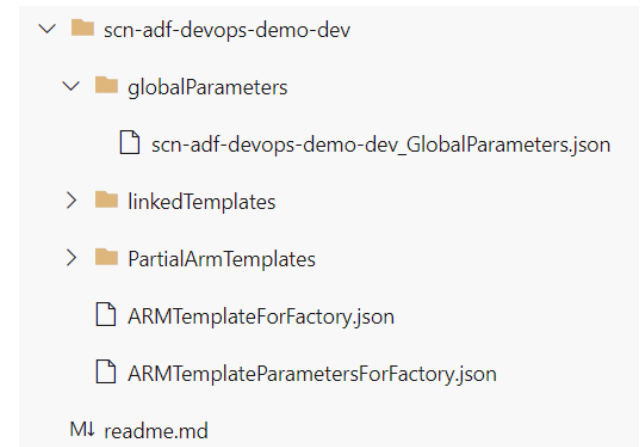 scn-adf-devops-demo-dev
globalParameters
scn-adf-devops-demo-dev_GlobalParameters.json
linkedTemplates
PartialArmTemplates
ARMTemplateForFactory.json
ARMTemplateParametersForFactory.json
M↓ readme.md